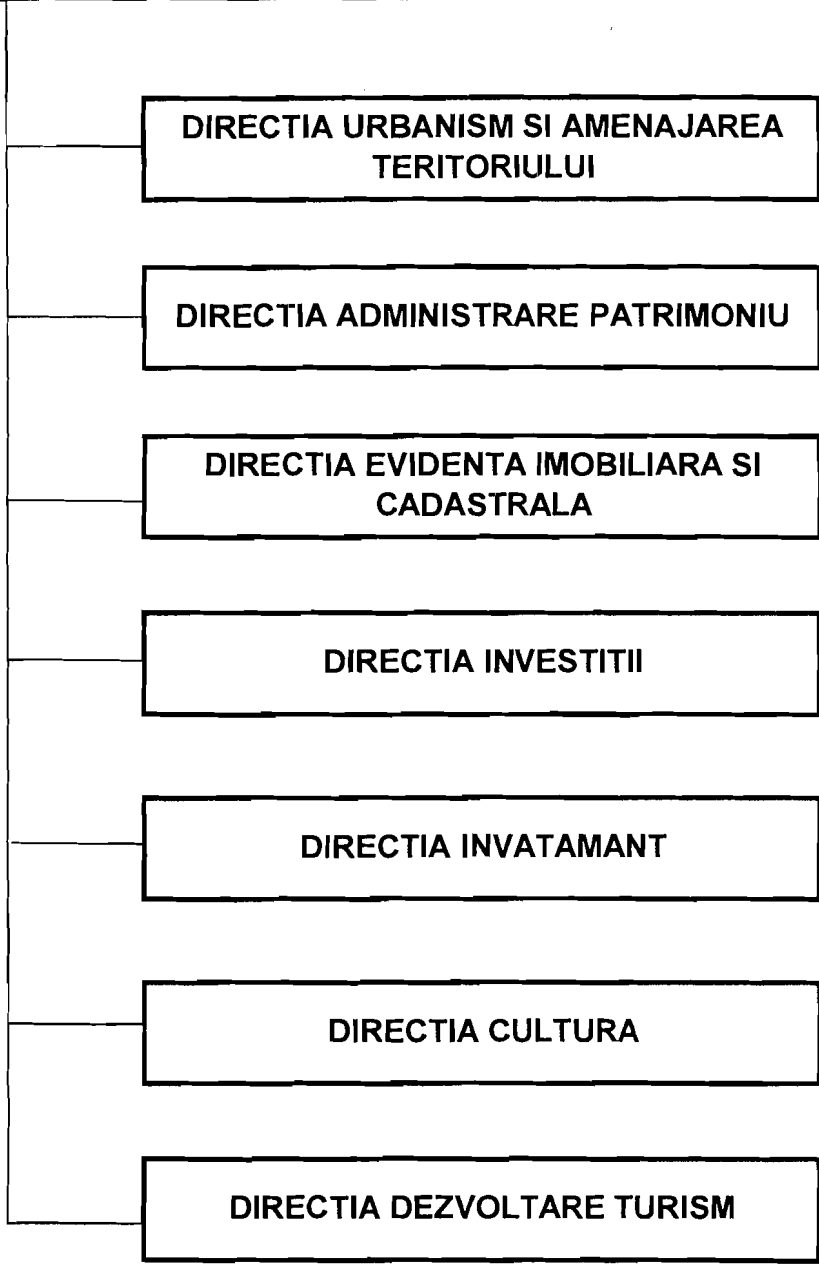 DIRECTIA URBANISM SI AMENAJAREA
TERITORIULUI
DIRECTIA ADMINISTRARE PATRIMONIU
DIRECTIA EVIDENTA IMOBILIARA SI
CADASTRALA
DIRECTIA INVESTITII
DIRECTIA INVATAMANT
DIRECTIA CULTURA
DIRECTIA DEZVOLTARE TURISM